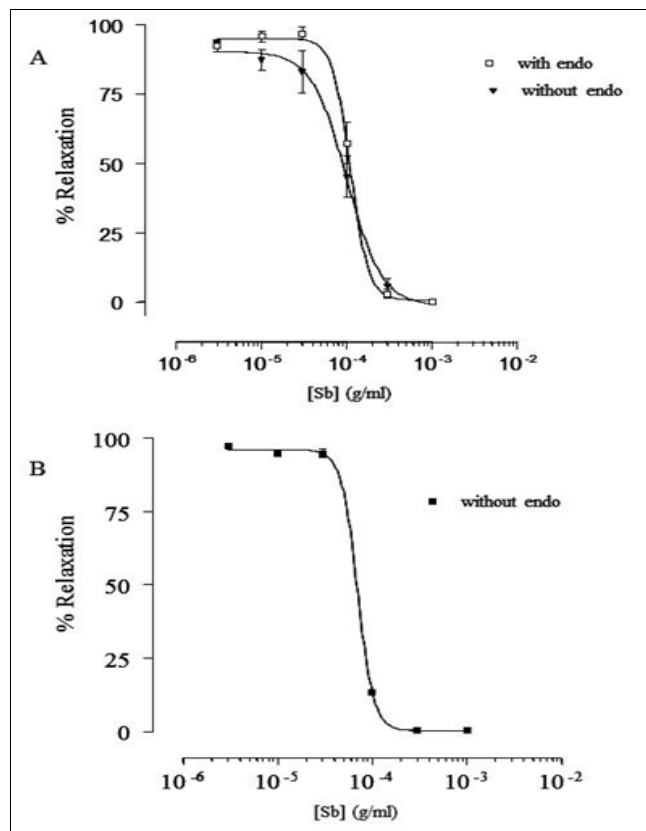 A
% Relaxation
100
75
50
25
0
with endo
without endo
10⁻⁶ 10⁻⁵ 10⁻⁴ 10⁻³ 10⁻²
[Sb] (g/ml)
B
% Relaxation
100
75
50
25
0
without endo
10⁻⁶ 10⁻⁵ 10⁻⁴ 10⁻³ 10⁻²
[Sb] (g/ml)